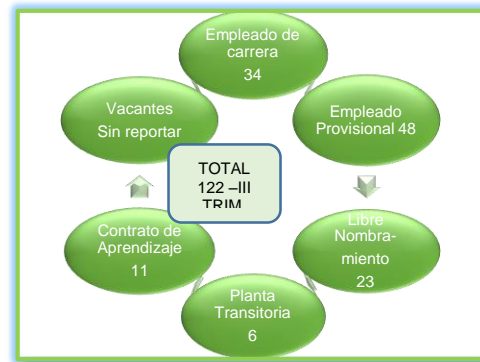 Empleado de
carrera
34
Empleado
Provisional 48
Libre
Nombra-
miento
23
Planta
Transitoria
6
Contrato de
Aprendizaje
11
Vacantes
Sin reportar
TOTAL
122 –III
TRIM